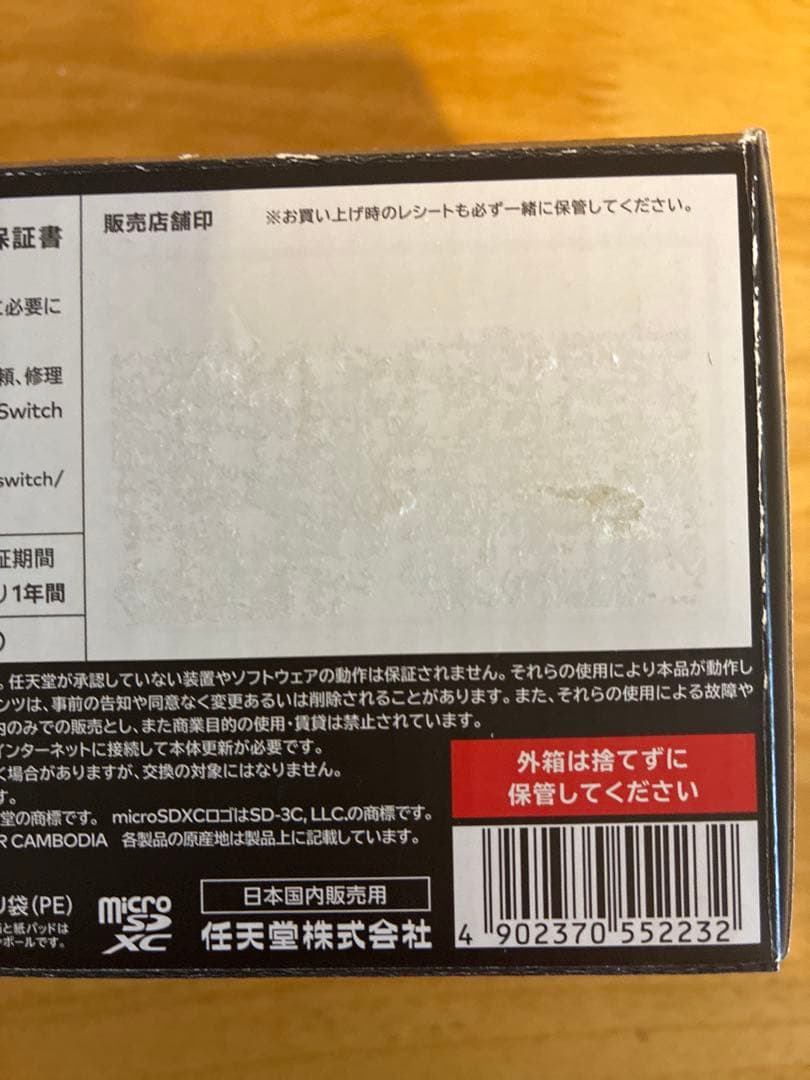 保証書
販売店舗印
※お買い上げ時のレシートも必ず一緒に保管してください。
必要に
頼、修理
Switch
switch/
証期間
り1年間
。任天堂が承認していない装置やソフトウェアの動作は保証されません。それらの使用により本品が動作し
ンツは、事前の告知や同意なく変更あるいは削除されることがあります。また、それらの使用による故障や
内のみでの販売とし、また商業目的の使用・賃貸は禁止されています。
インターネットに接続して本体更新が必要です。
く場合がありますが、交換の対象にはなりません。
す。
堂の商標です。 microSDXCロゴはSD-3C, LLC.の商標です。
R CAMBODIA 各製品の原産地は製品上に記載しています。
外箱は捨てずに
保管してください
リ袋(PE)
と紙パッドは
ボールです。
micro
SD
XC
日本国内販売用
任天堂株式会社
4 902370 552232